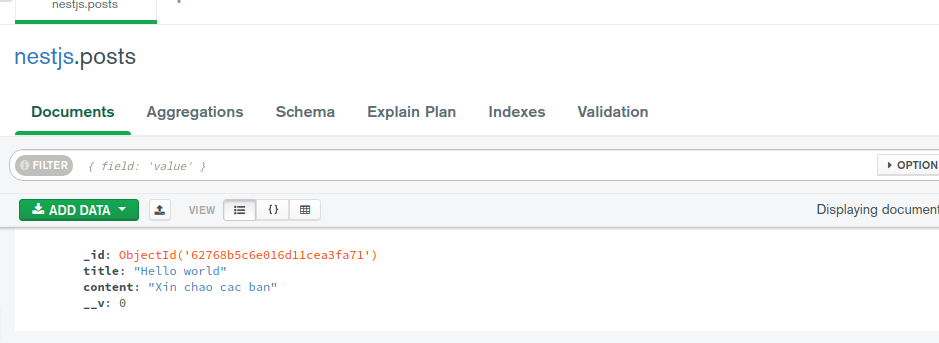 nestjs.posts
nestjs.posts
Documents Aggregations Schema Explain Plan Indexes Validation
FILTER { field: 'value' } OPTION
ADD DATA VIEW {} Displaying document
_id: ObjectId('62768b5c6e016d11cea3fa71')
title: "Hello world"
content: "Xin chao cac ban"
__v: 0